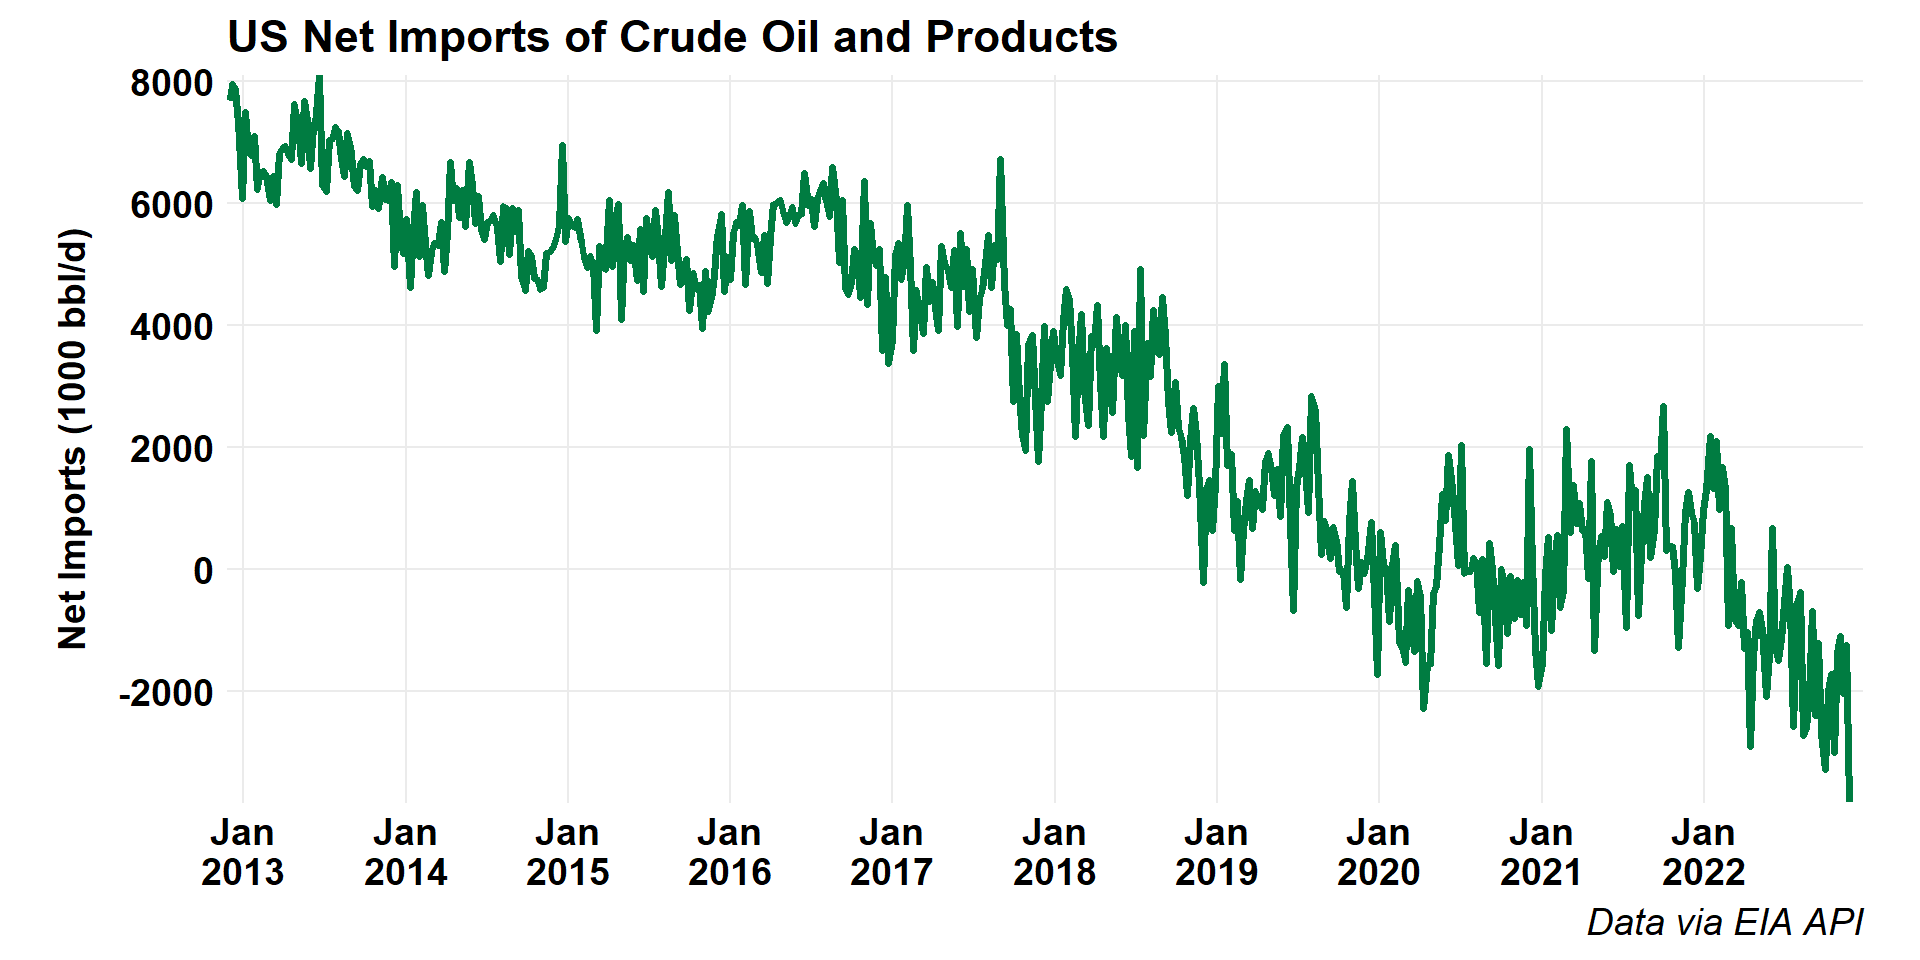 US Net Imports of Crude Oil and Products
Net Imports (1000 bbl/d)
8000
6000
4000
2000
0
-2000
Jan 2013
Jan 2014
Jan 2015
Jan 2016
Jan 2017
Jan 2018
Jan 2019
Jan 2020
Jan 2021
Jan 2022
Data via EIA API